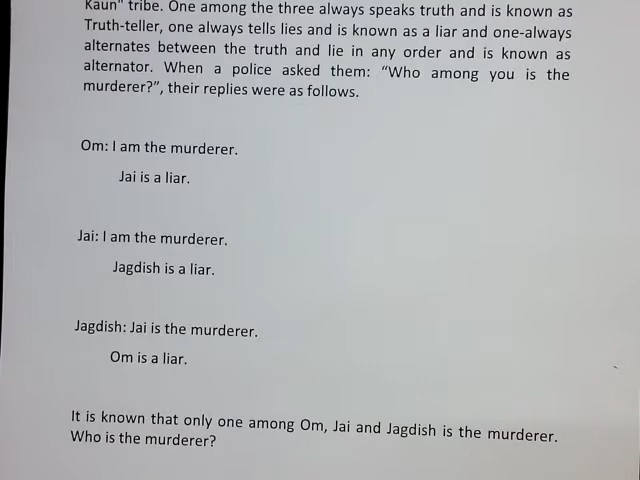 Kaun" tribe. One among the three always speaks truth and is known as
Truth-teller, one always tells lies and is known as a liar and one-always
alternates between the truth and lie in any order and is known as
alternator. When a police asked them: “Who among you is the
murderer?”, their replies were as follows.
Om: I am the murderer.
Jai is a liar.
Jai: I am the murderer.
Jagdish is a liar.
Jagdish: Jai is the murderer.
Om is a liar.
It is known that only one among Om, Jai and Jagdish is the murderer.
Who is the murderer?